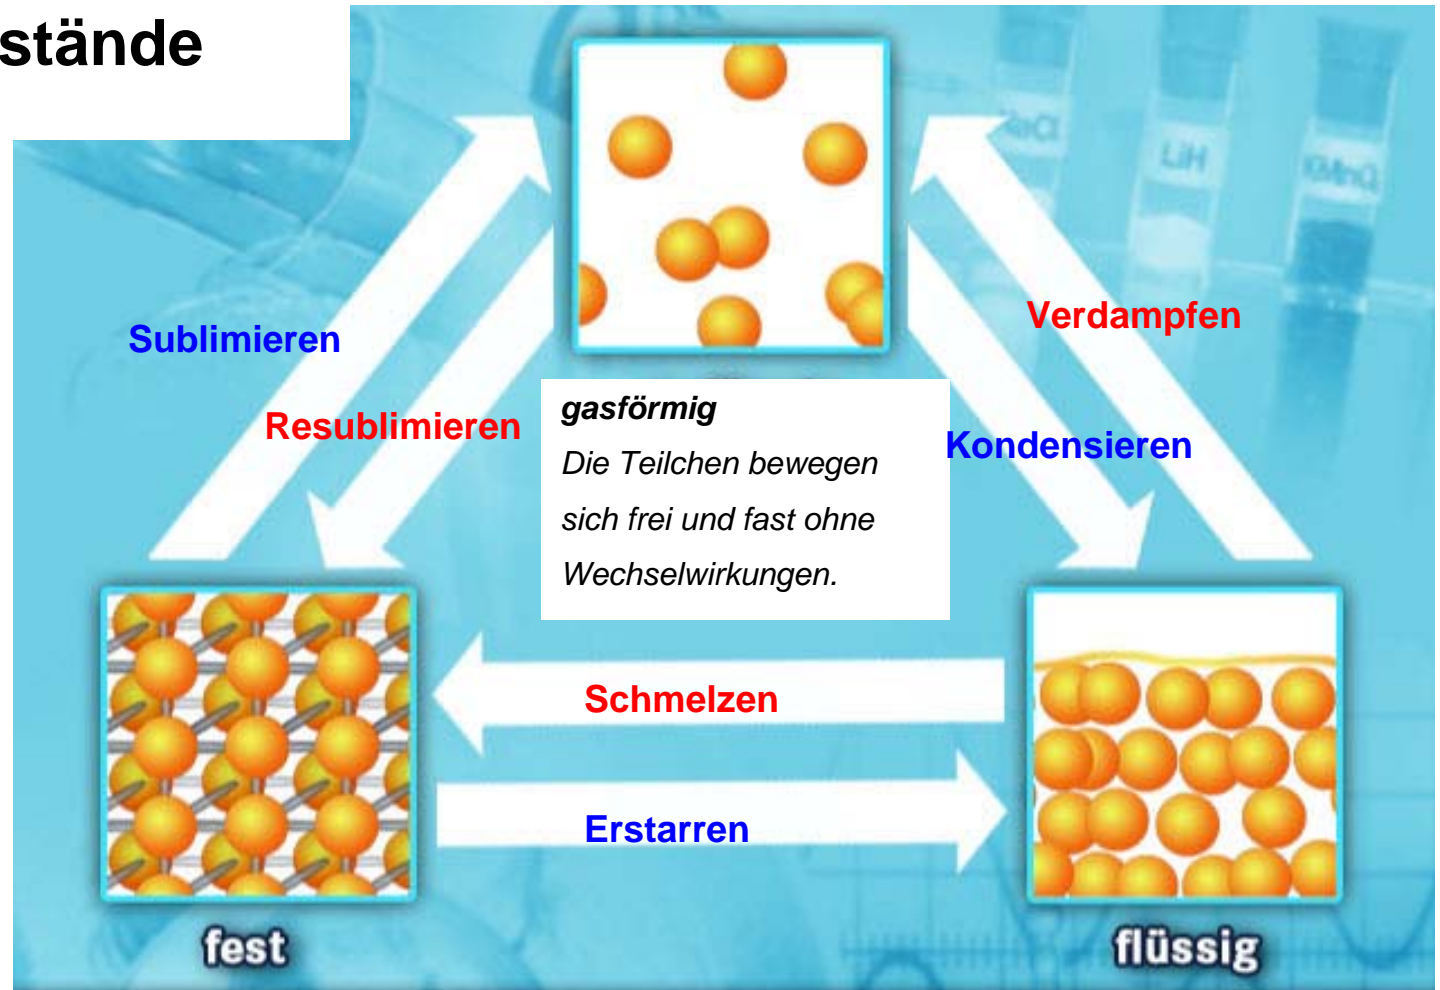 stände
LiH
Sublimieren
Verdampfen
Resublimieren
gasförmig
Die Teilchen bewegen
sich frei und fast ohne
Wechselwirkungen.
Kondensieren
Schmelzen
Erstarren
fest
flüssig